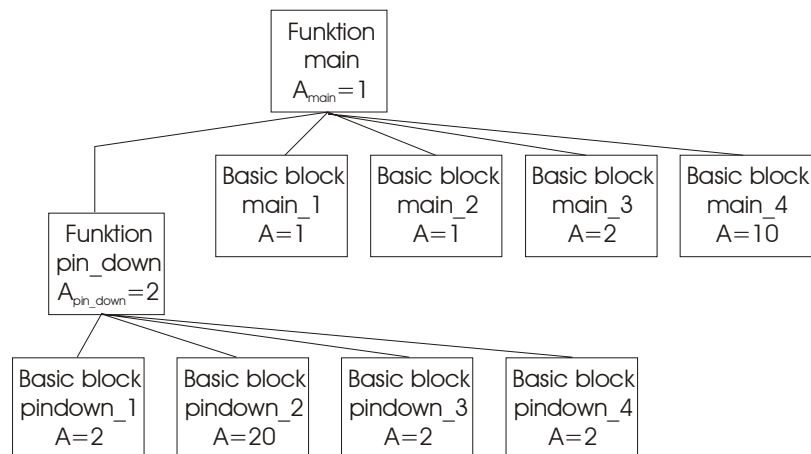 Funktion
main
A_main=1
Basic block
main_1
A=1
Basic block
main_2
A=1
Basic block
main_3
A=2
Basic block
main_4
A=10
Funktion
pin_down
A_pin_down=2
Basic block
pindown_1
A=2
Basic block
pindown_2
A=20
Basic block
pindown_3
A=2
Basic block
pindown_4
A=2